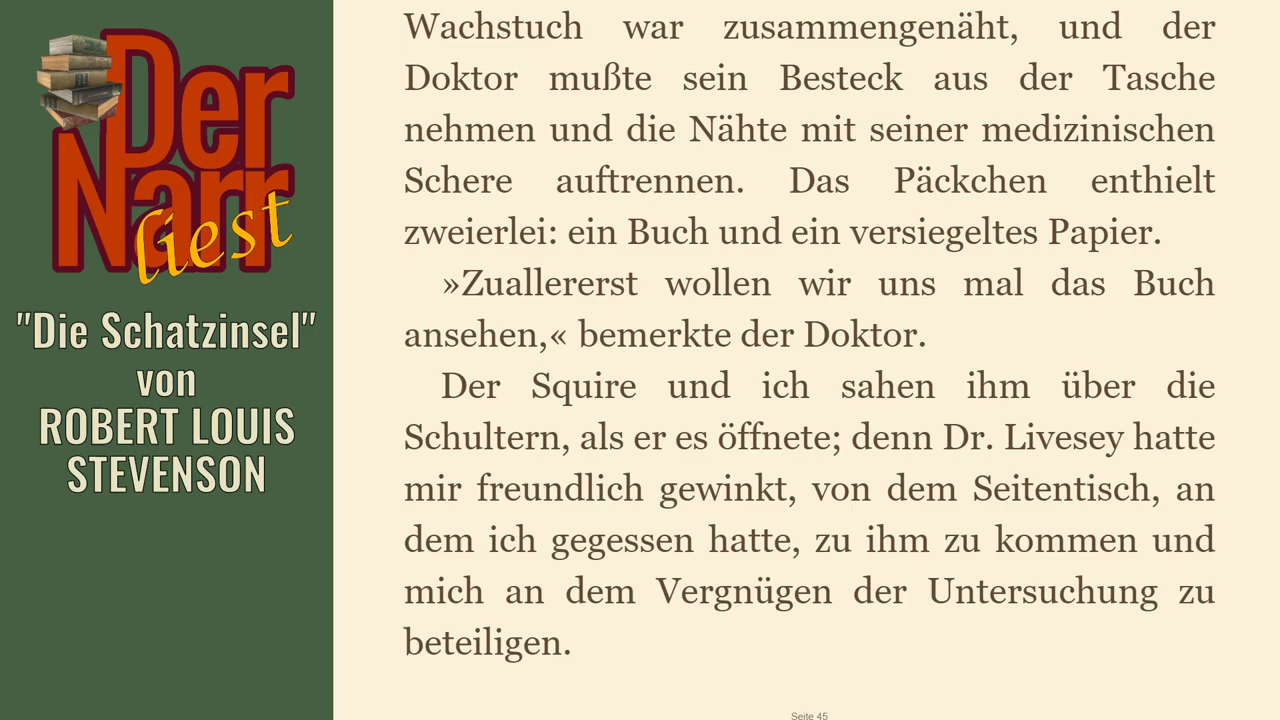 Der
Narr
liest
"Die Schatzinsel"
von
ROBERT LOUIS
STEVENSON
Wachstuch war zusammengenäht, und der
Doktor mußte sein Besteck aus der Tasche
nehmen und die Nähte mit seiner medizinischen
Schere auftrennen. Das Päckchen enthielt
zweierlei: ein Buch und ein versiegeltes Papier.
»Zuallererst wollen wir uns mal das Buch
ansehen,« bemerkte der Doktor.
Der Squire und ich sahen ihm über die
Schultern, als er es öffnete; denn Dr. Livesey hatte
mir freundlich gewinkt, von dem Seitentisch, an
dem ich gegessen hatte, zu ihm zu kommen und
mich an dem Vergnügen der Untersuchung zu
beteiligen.
Seite 45